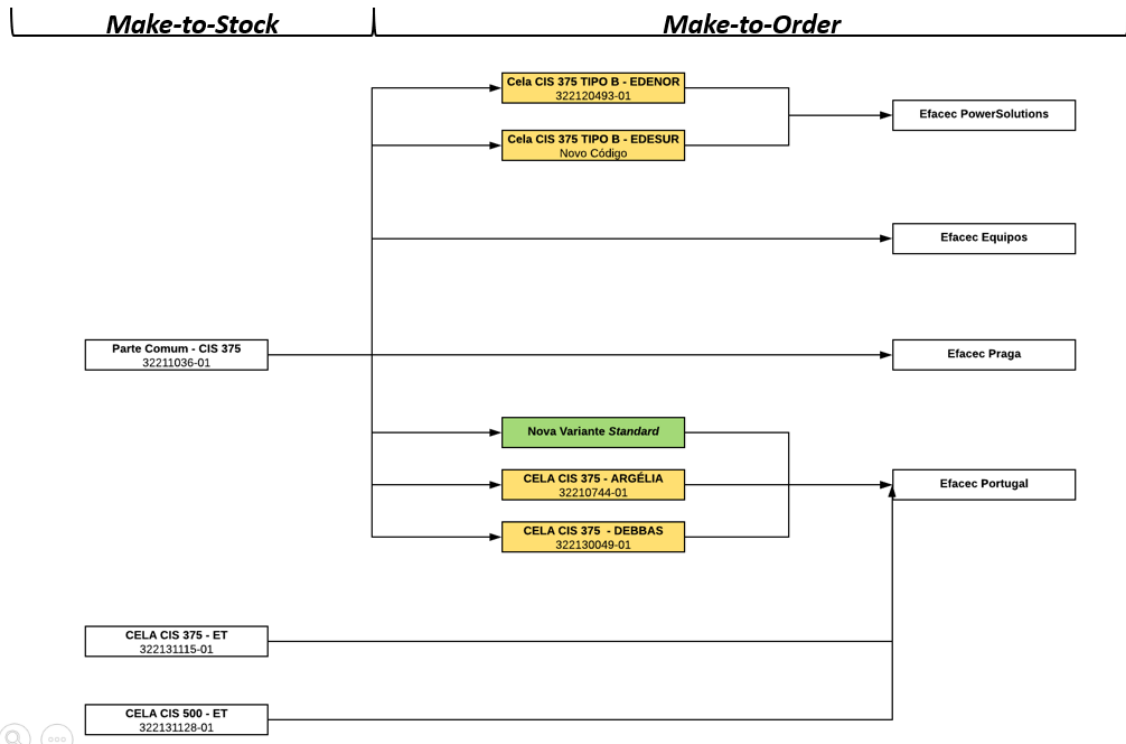 Make-to-Stock
Make-to-Order
Cela CIS 375 TIPO B - EDENOR
322120493-01
Efacec PowerSolutions
Cela CIS 375 TIPO B - EDESUR
Novo Código
Efacec Equipos
Parte Comum - CIS 375
32211036-01
Efacec Praga
Nova Variante Standard
CELA CIS 375 - ARGÉLIA
32210744-01
Efacec Portugal
CELA CIS 375 - DEBBAS
322130049-01
CELA CIS 375 - ET
322131115-01
CELA CIS 500 - ET
322131128-01